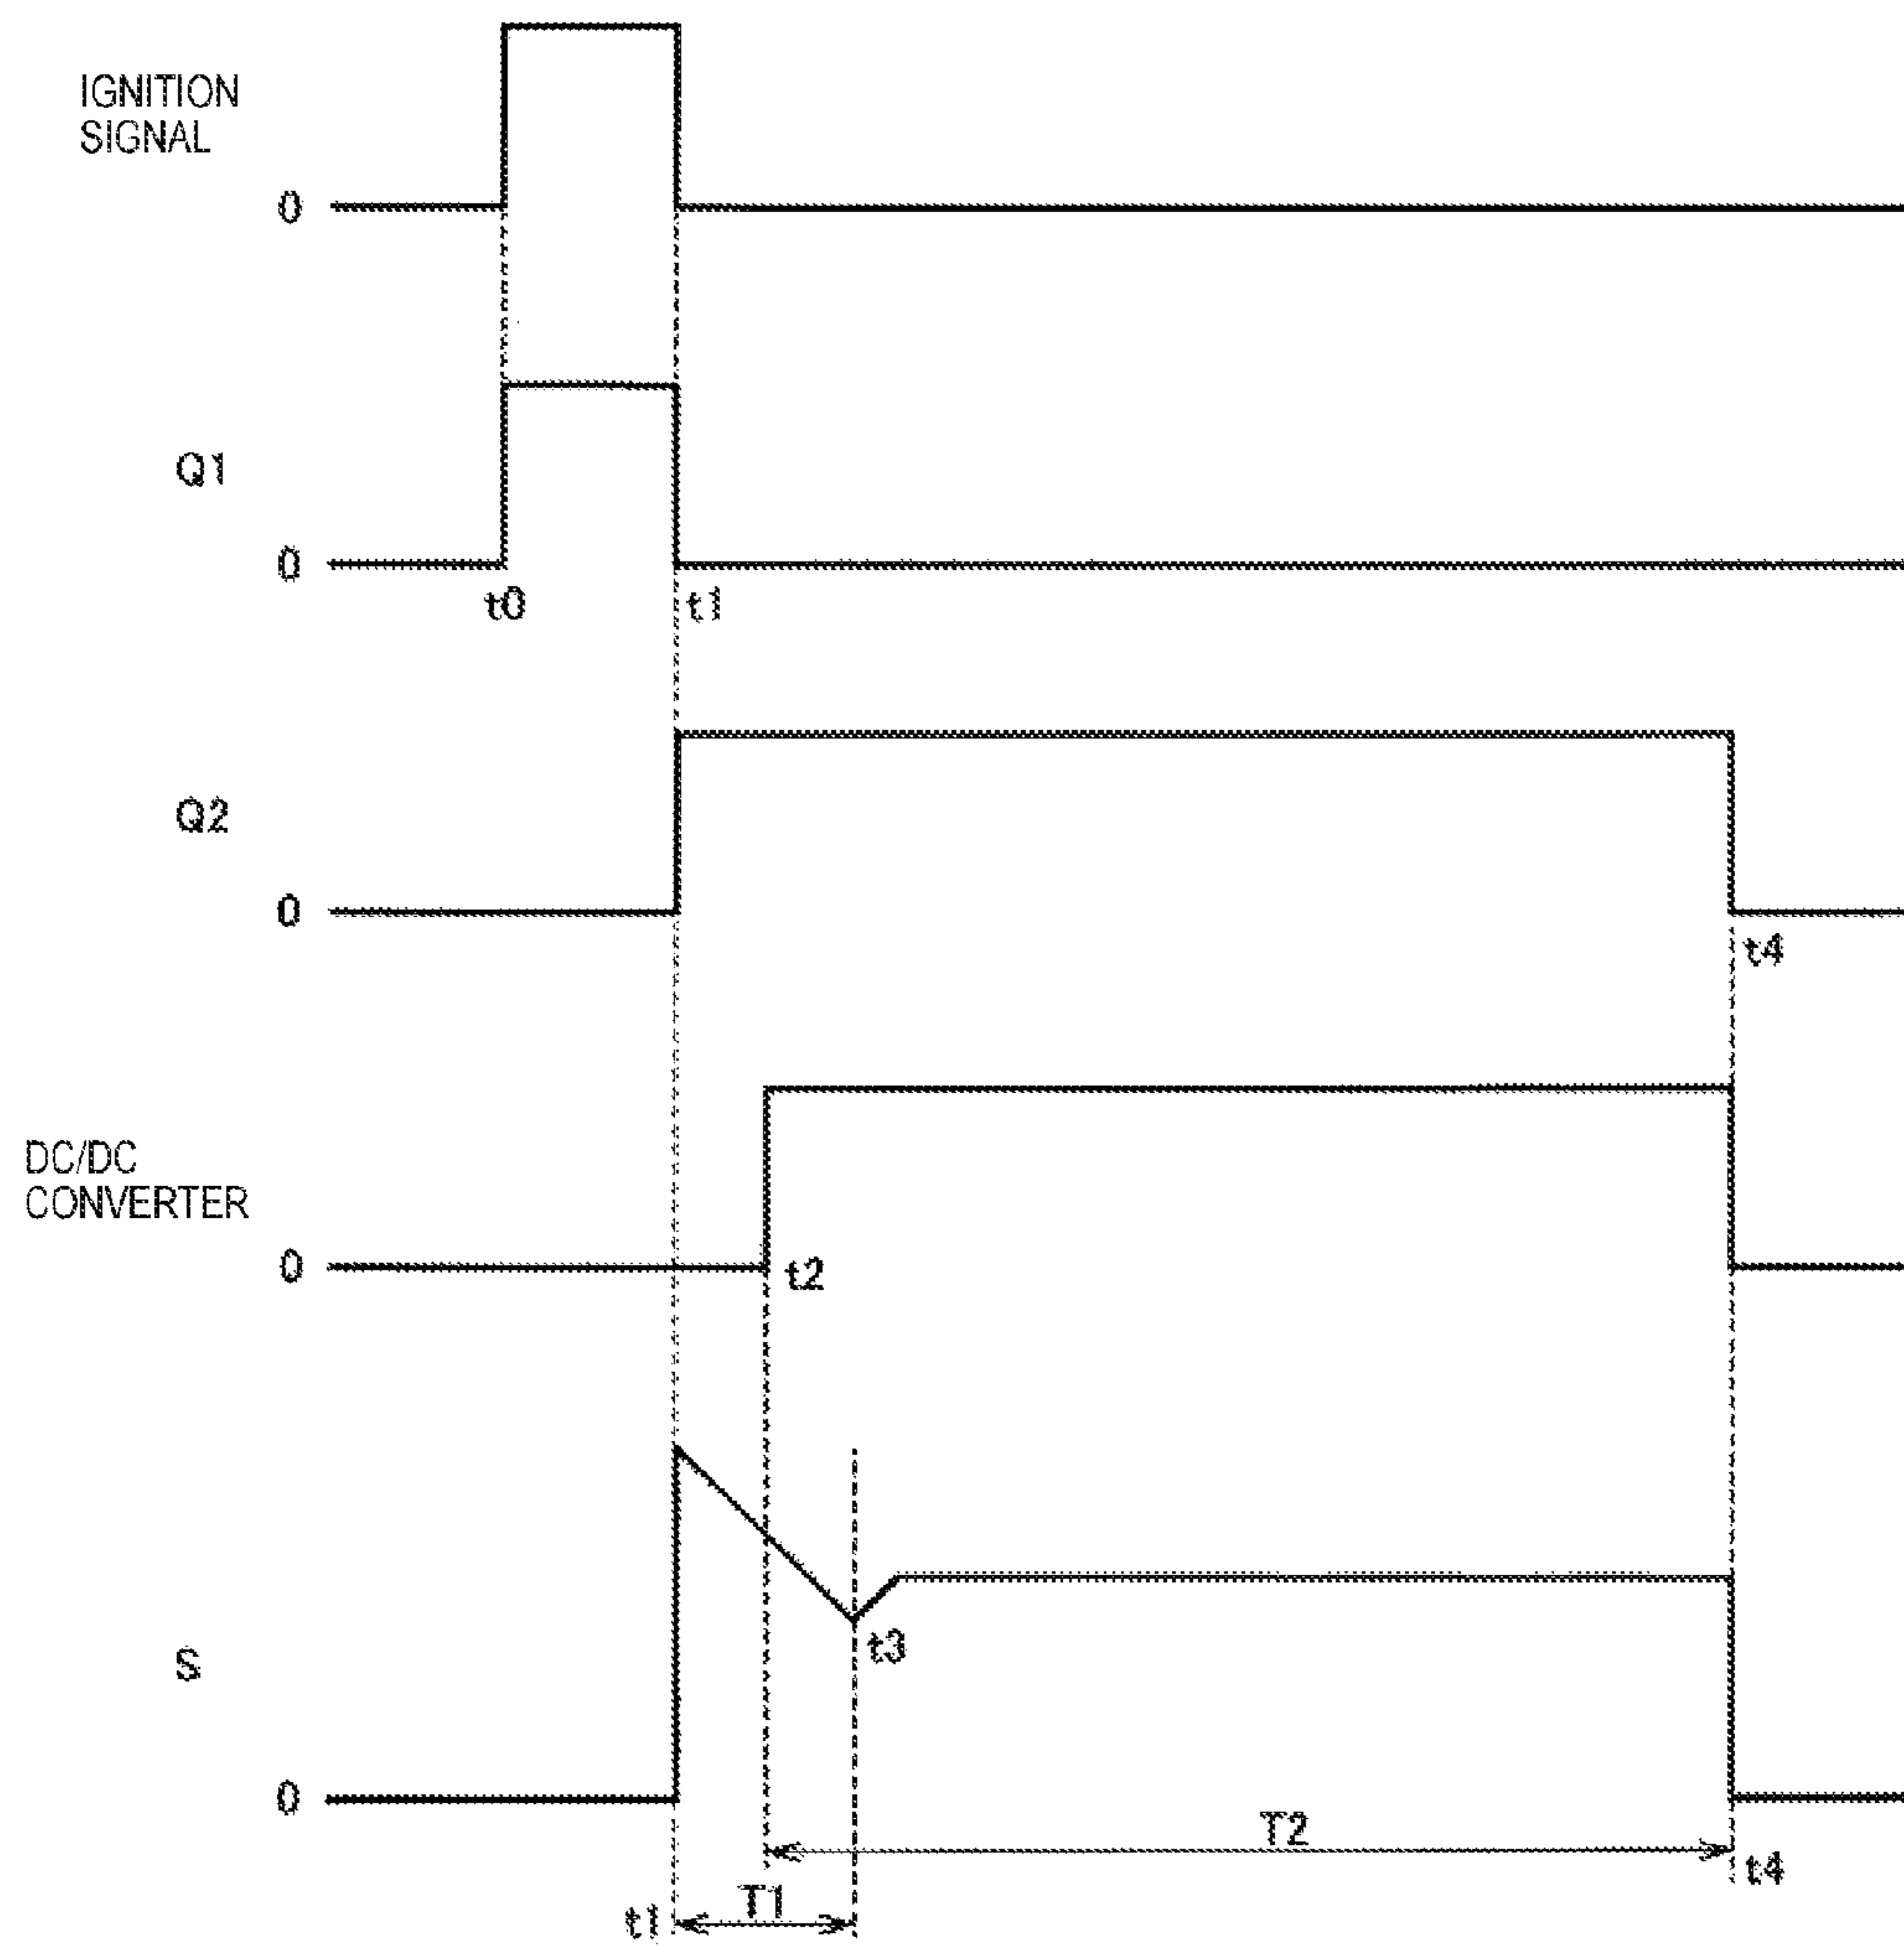 IGNITION
SIGNAL
0
Q1
0
t0
t1
Q2
0
t4
DC/DC
CONVERTER
0
t2
t3
S
0
T2
t4
T1
t1